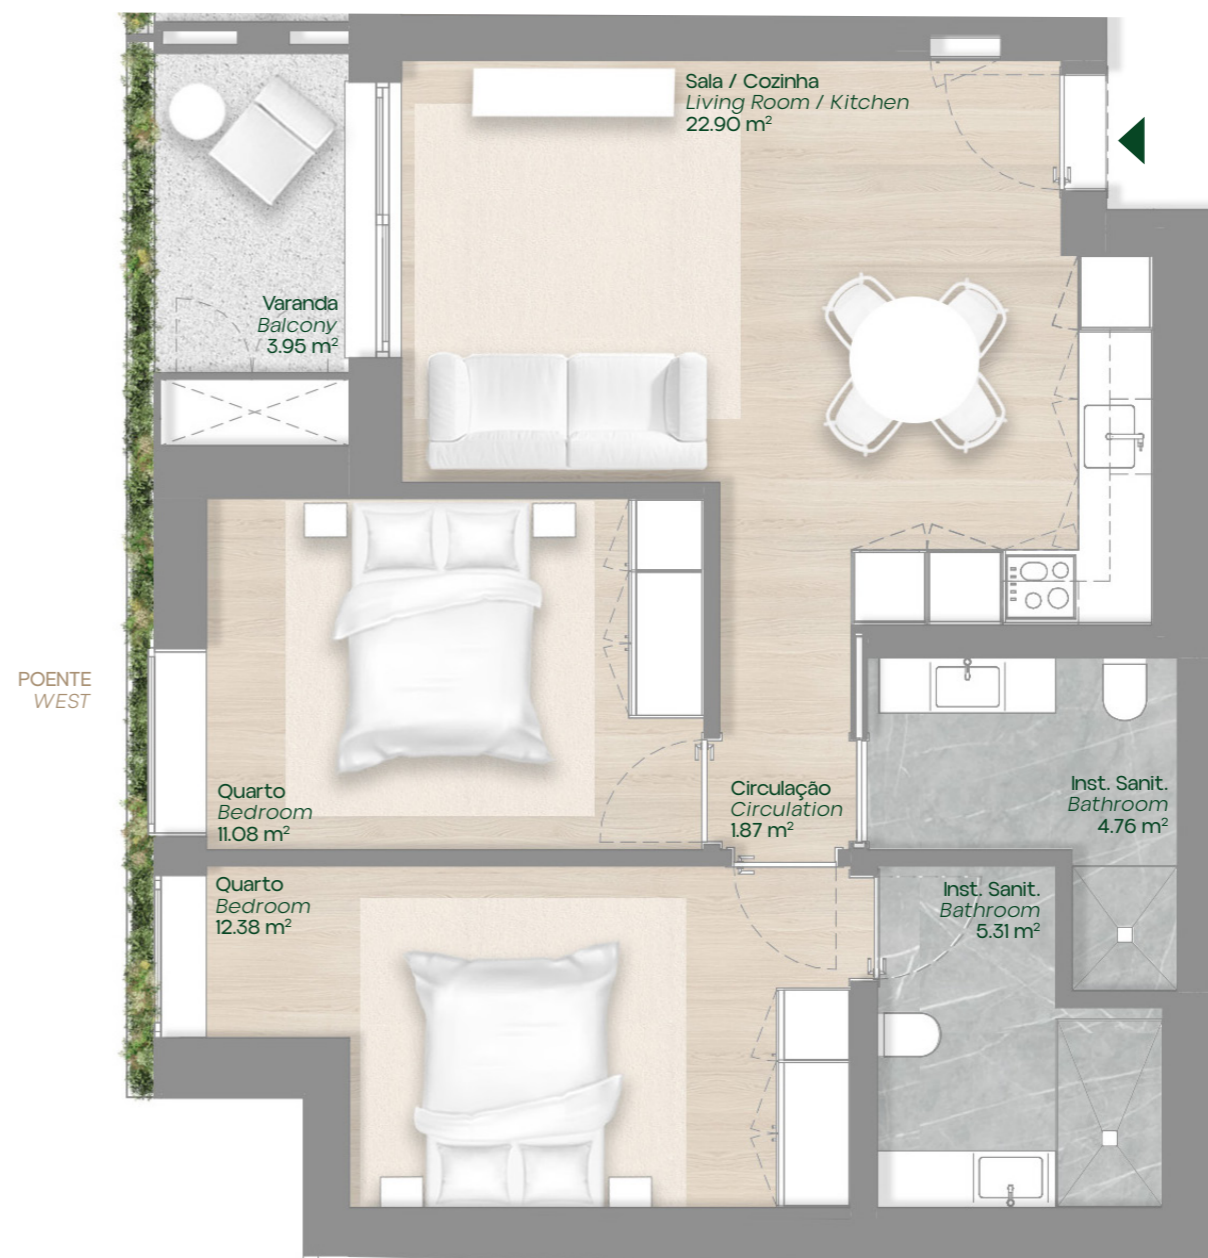 Sala / Cozinha
Living Room / Kitchen
22.90 m²
Varanda
Balcony
3.95 m²
POENTE
WEST
Quarto
Bedroom
11.08 m²
Circulação
Circulation
1.87 m²
Inst. Sanit.
Bathroom
4.76 m²
Quarto
Bedroom
12.38 m²
Inst. Sanit.
Bathroom
5.31 m²